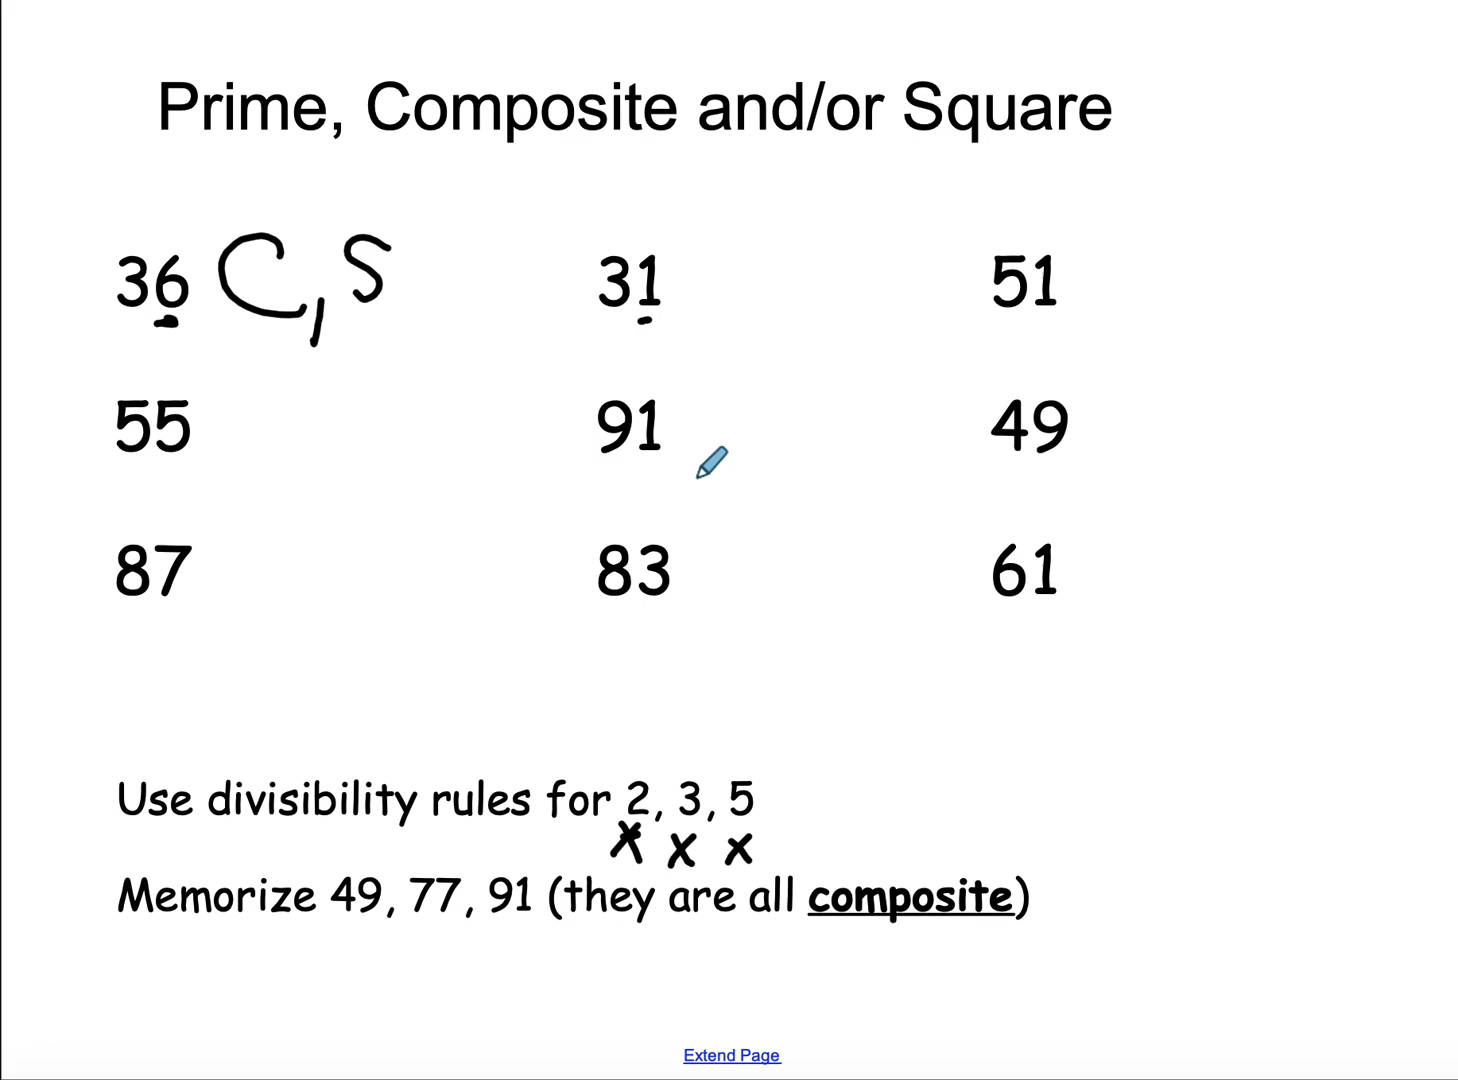 Prime, Composite and/or Square
36 C, S 31 51
55 91 49
87 83 61
Use divisibility rules for 2, 3, 5
x x x
Memorize 49, 77, 91 (they are all composite)
Extend Page